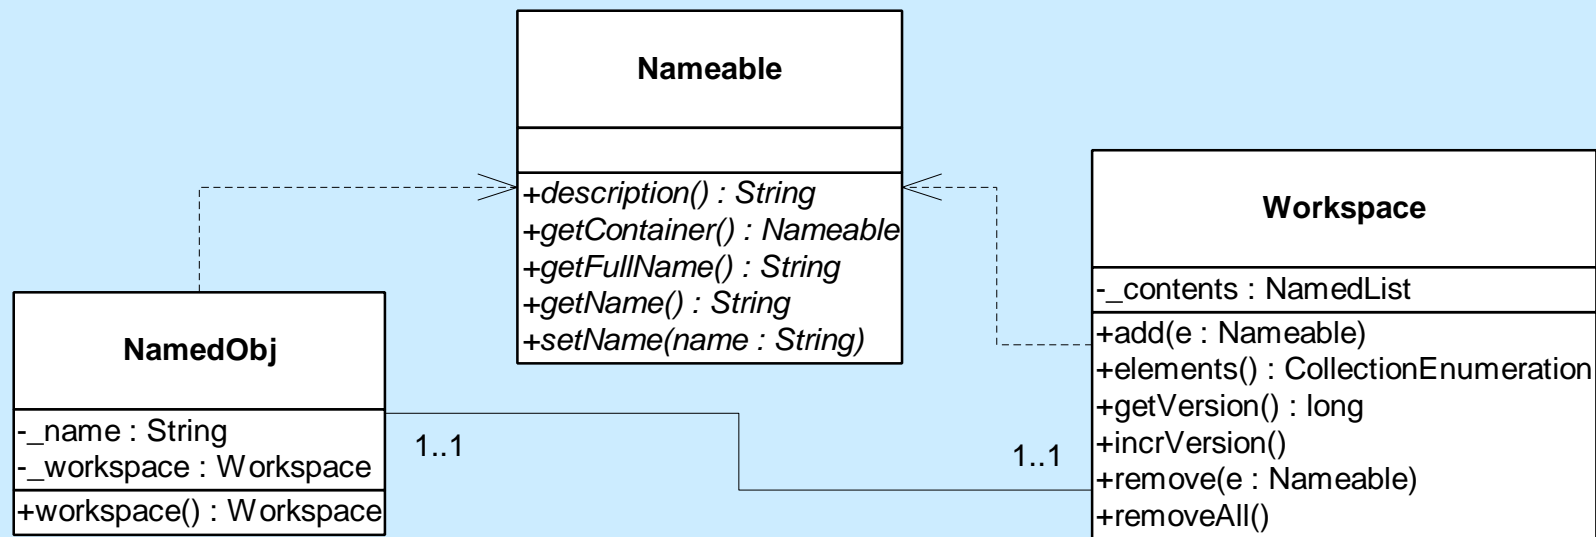 Nameable
+description() : String
+getContainer() : Nameable
+getFullName() : String
+getName() : String
+setName(name : String)
NamedObj
-_name : String
-_workspace : Workspace
+workspace() : Workspace
1..1
1..1
Workspace
-_contents : NamedList
+add(e : Nameable)
+elements() : CollectionEnumeration
+getVersion() : long
+incrVersion()
+remove(e : Nameable)
+removeAll()